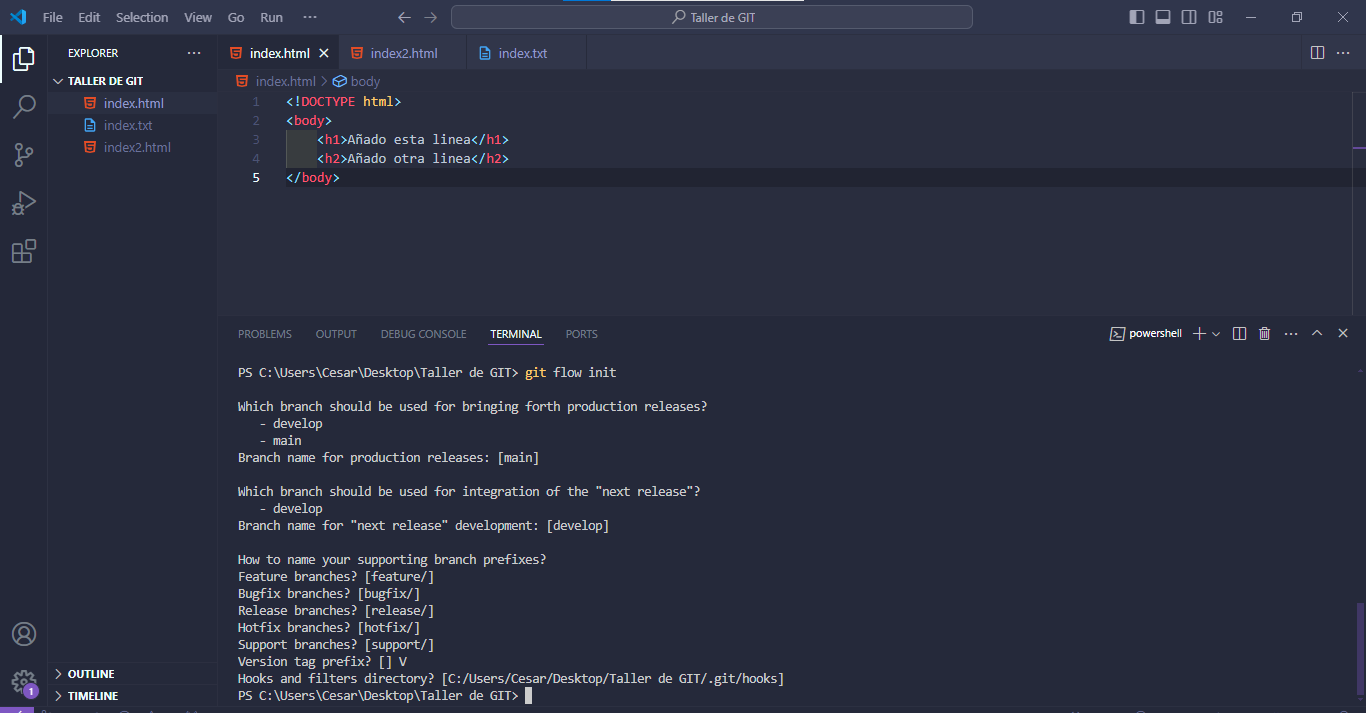 File Edit Selection View Go Run ··· Taller de GIT
EXPLORER ···
TALLER DE GIT
index.html
index.txt
index2.html
OUTLINE
TIMELINE
1
index.html index2.html index.txt
index.html > body
1 <!DOCTYPE html>
2 <body>
3 <h1>Añado esta linea</h1>
4 <h2>Añado otra linea</h2>
5 </body>
PROBLEMS OUTPUT DEBUG CONSOLE TERMINAL PORTS powershell
PS C:\Users\Cesar\Desktop\Taller de GIT> git flow init
Which branch should be used for bringing forth production releases?
- develop
- main
Branch name for production releases: [main]
Which branch should be used for integration of the "next release"?
- develop
Branch name for "next release" development: [develop]
How to name your supporting branch prefixes?
Feature branches? [feature/]
Bugfix branches? [bugfix/]
Release branches? [release/]
Hotfix branches? [hotfix/]
Support branches? [support/]
Version tag prefix? [] V
Hooks and filters directory? [C:/Users/Cesar/Desktop/Taller de GIT/.git/hooks]
PS C:\Users\Cesar\Desktop\Taller de GIT>